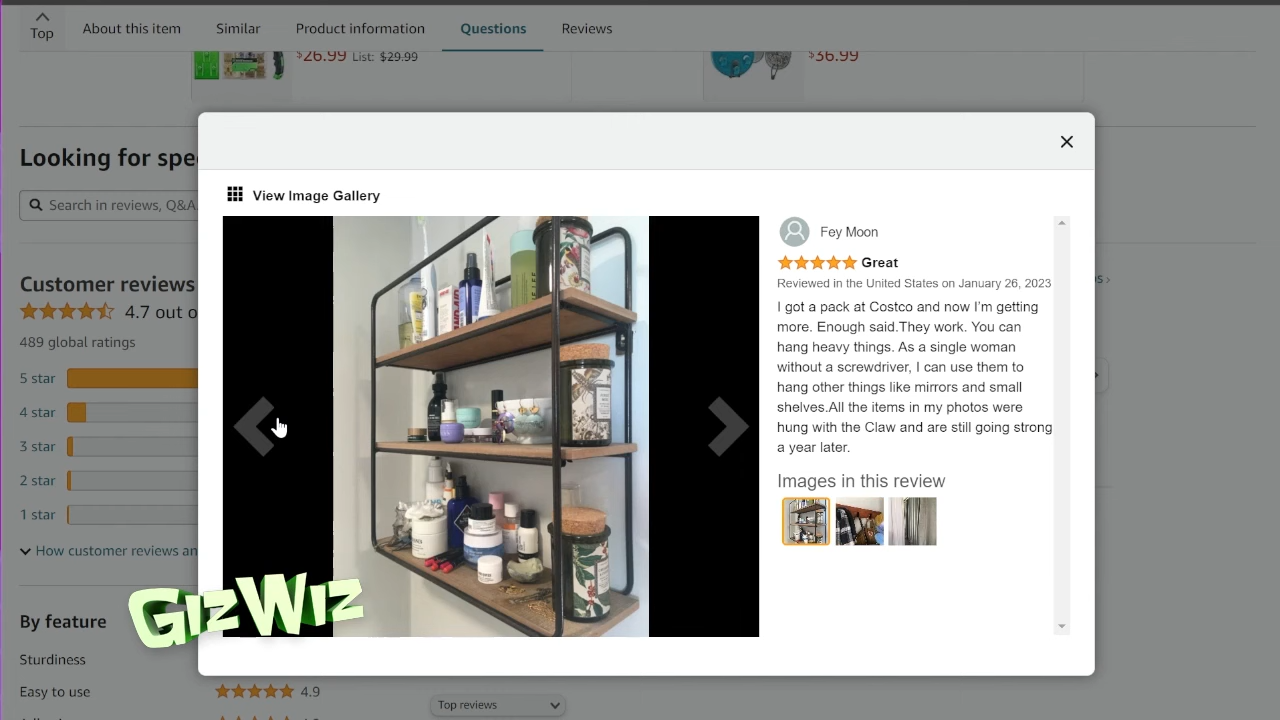 Top
About this item
Similar
Product information
Questions
Reviews
$26.99 List: $29.99
$36.99
Looking for spe
Search in reviews, Q&A
Customer reviews
4.7 out o
489 global ratings
5 star
4 star
3 star
2 star
1 star
How customer reviews an
By feature
Sturdiness
Easy to use
4.9
Top reviews
View Image Gallery
Fey Moon
Great
Reviewed in the United States on January 26, 2023
I got a pack at Costco and now I'm getting
more. Enough said.They work. You can
hang heavy things. As a single woman
without a screwdriver, I can use them to
hang other things like mirrors and small
shelves.All the items in my photos were
hung with the Claw and are still going strong
a year later.
Images in this review
GizWiz